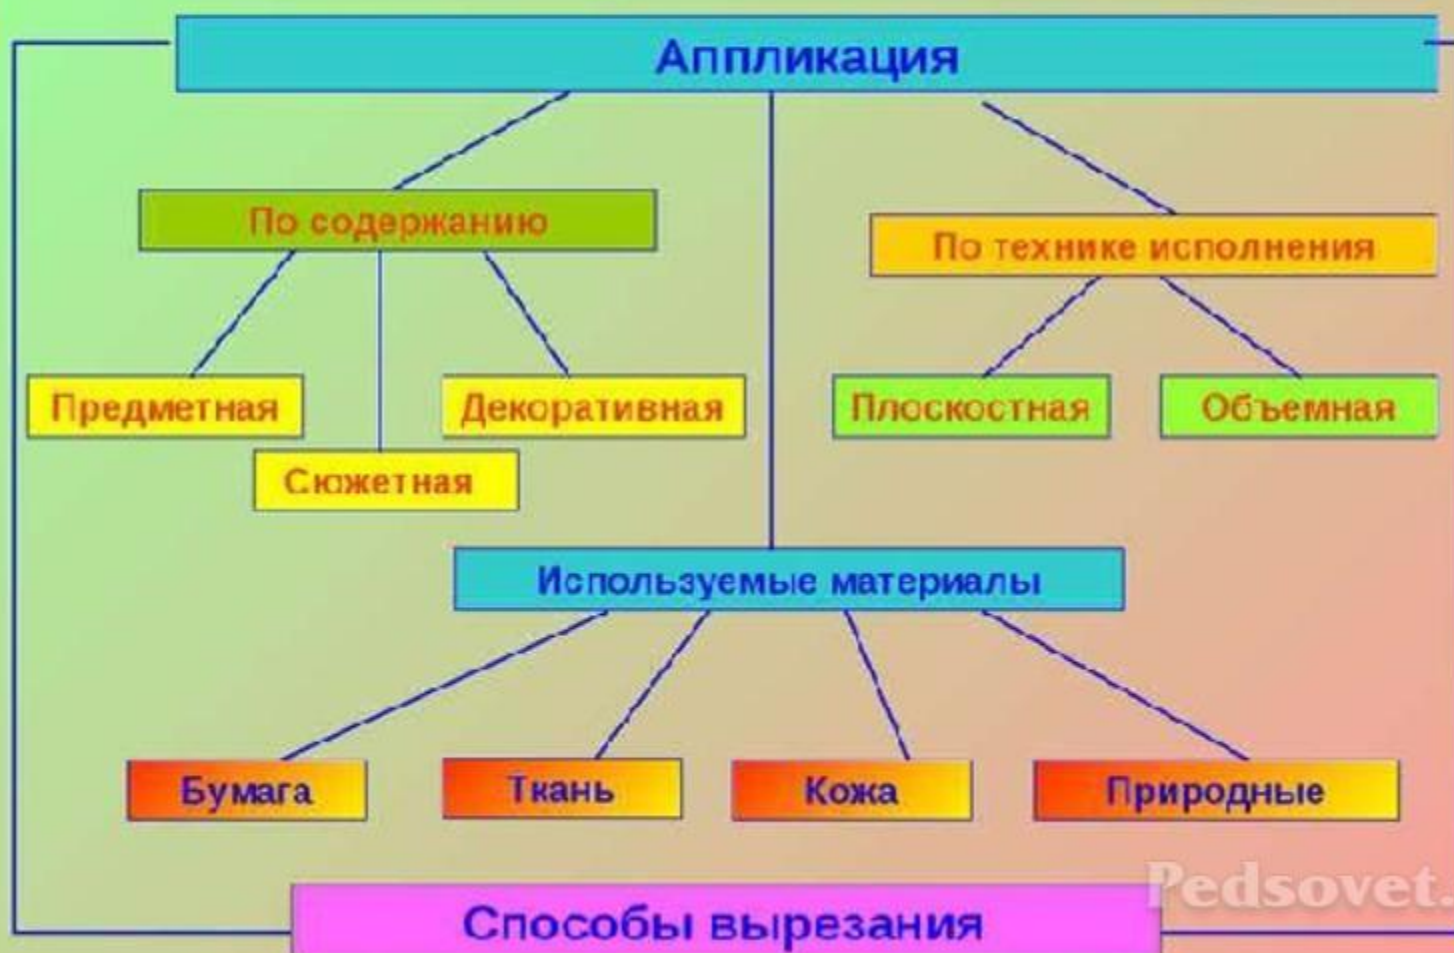 Аппликация
По содержанию
По технике исполнения
Предметная
Декоративная
Плоскостная
Объемная
Сюжетная
Используемые материалы
Бумага
Ткань
Кожа
Природные
Pedsovet.
Способы вырезания